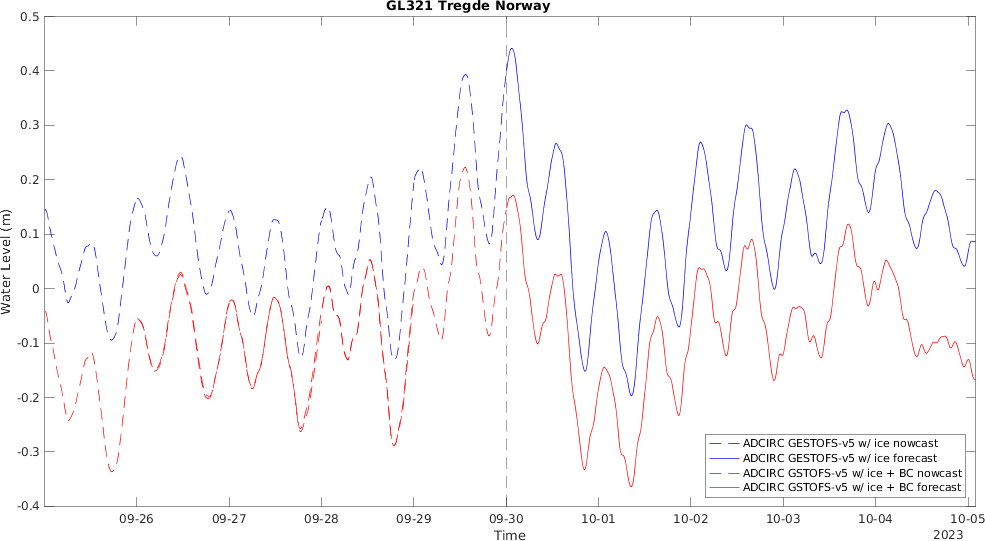 GL321 Tregde Norway
0.5
0.4
0.3
0.2
0.1
0
-0.1
-0.2
-0.3
-0.4
Water Level (m)
ADCIRC GESTOFS-v5 w/ ice nowcast
ADCIRC GESTOFS-v5 w/ ice forecast
ADCIRC GSTOFS-v5 w/ ice + BC nowcast
ADCIRC GSTOFS-v5 w/ ice + BC forecast
09-26 09-27 09-28 09-29 09-30 10-01 10-02 10-03 10-04 10-05
Time
2023